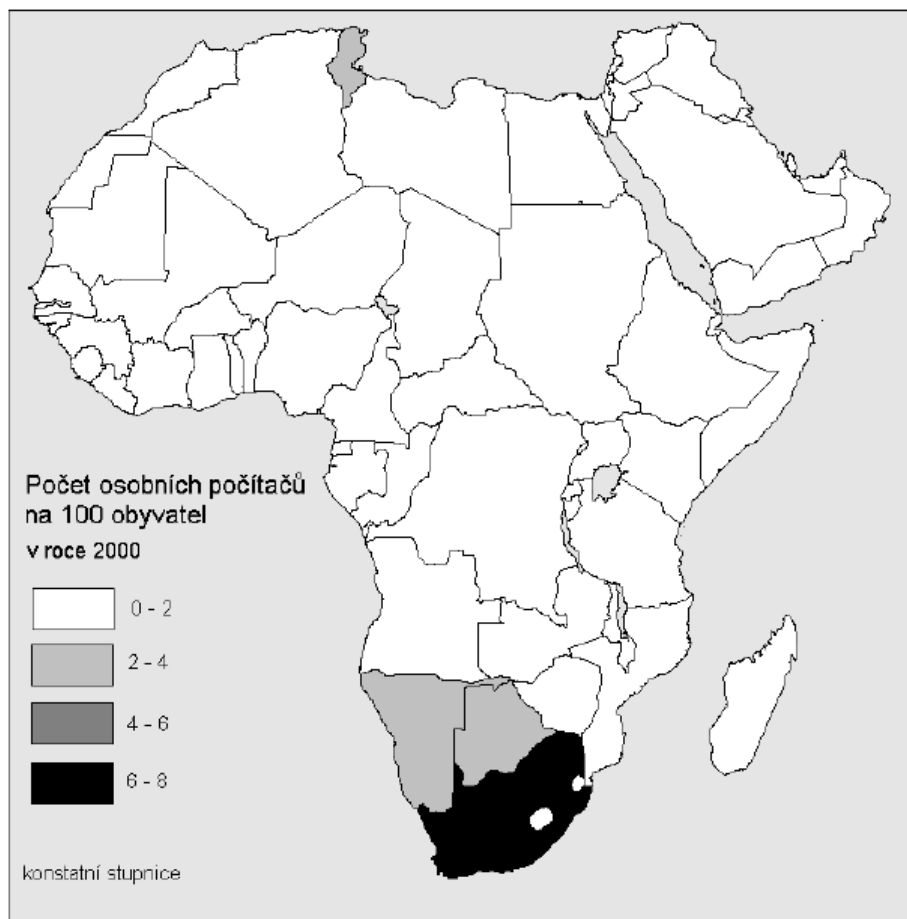 Počet osobních počítačů
na 100 obyvatel
v roce 2000
0 - 2
2 - 4
4 - 6
6 - 8
konstatní stupnice